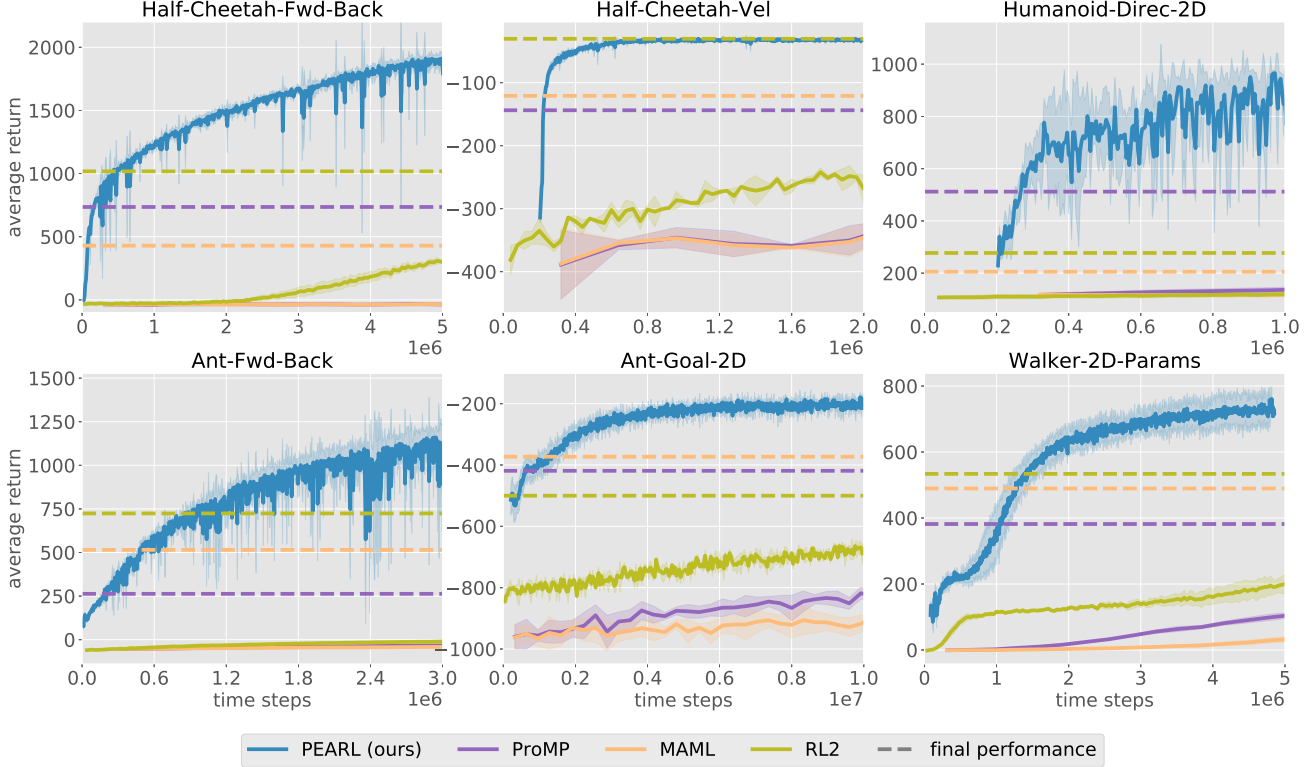 Half-Cheetah-Fwd-Back
Half-Cheetah-Vel
Humanoid-Direc-2D
average return
2000
1500
1000
500
0
0 1 2 3 4 5
1e6
−100
−200
−300
−400
0.0 0.4 0.8 1.2 1.6 2.0
1e6
1000
800
600
400
200
0.0 0.2 0.4 0.6 0.8 1.0
1e6
Ant-Fwd-Back
Ant-Goal-2D
Walker-2D-Params
average return
1500
1250
1000
750
500
250
0
0.0 0.6 1.2 1.8 2.4 3.0
time steps
1e6
−200
−400
−600
−800
−1000
0.0 0.2 0.4 0.6 0.8 1.0
time steps
1e7
800
600
400
200
0
0 1 2 3 4 5
time steps
1e6
PEARL (ours) ProMP MAML RL2 final performance